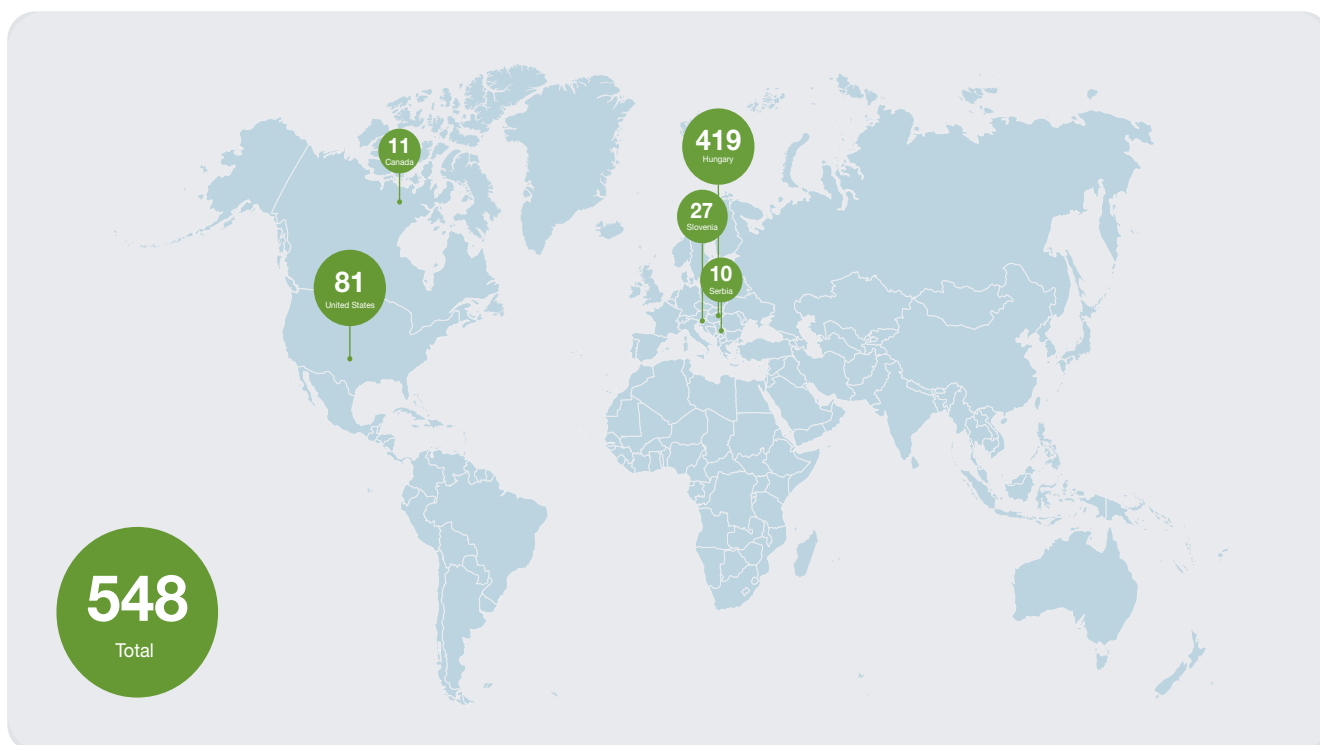 11
Canada
419
Hungary
27
Slovenia
10
Serbia
81
United States
548
Total